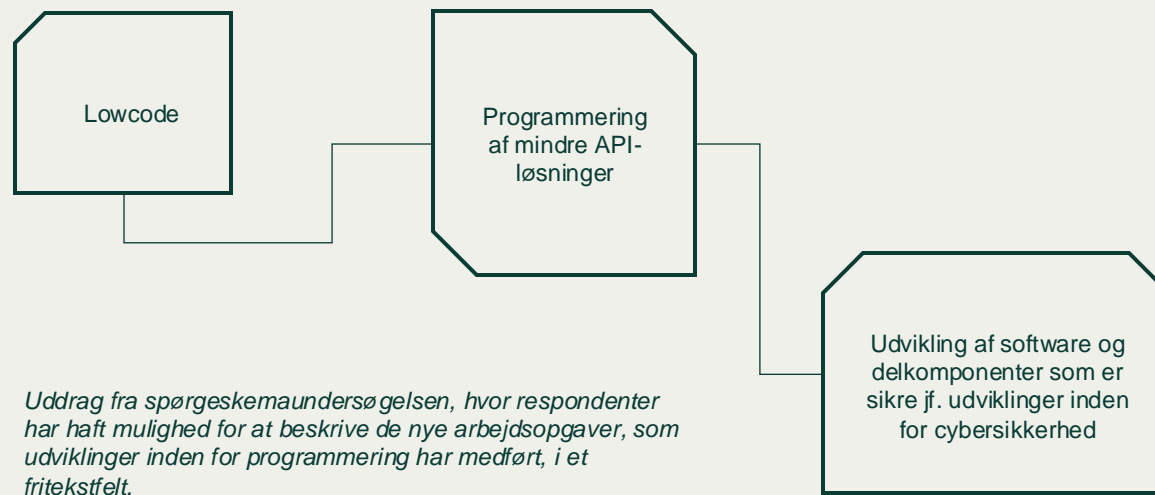 Lowcode
Programmering
af mindre API-
løsninger
Udvikling af software og
delkomponenter som er
sikre jf. udviklinger inden
for cybersikkerhed
Uddrag fra spørgeskemaundersøgelsen, hvor respondenter
har haft mulighed for at beskrive de nye arbejdsopgaver, som
udviklinger inden for programmering har medført, i et
fritekstfelt.